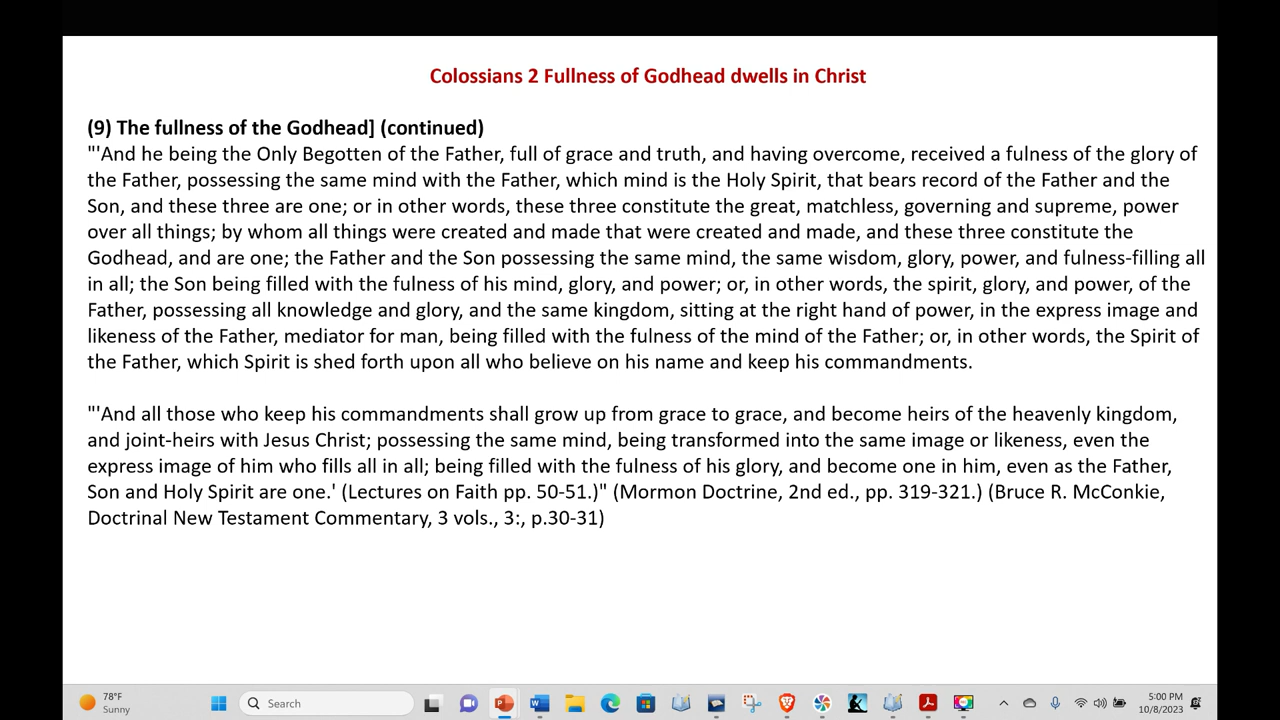 Colossians 2 Fullness of Godhead dwells in Christ
(9) The fullness of the Godhead] (continued)
"'And he being the Only Begotten of the Father, full of grace and truth, and having overcome, received a fulness of the glory of
the Father, possessing the same mind with the Father, which mind is the Holy Spirit, that bears record of the Father and the
Son, and these three are one; or in other words, these three constitute the great, matchless, governing and supreme, power
over all things; by whom all things were created and made that were created and made, and these three constitute the
Godhead, and are one; the Father and the Son possessing the same mind, the same wisdom, glory, power, and fulness-filling all
in all; the Son being filled with the fulness of his mind, glory, and power; or, in other words, the spirit, glory, and power, of the
Father, possessing all knowledge and glory, and the same kingdom, sitting at the right hand of power, in the express image and
likeness of the Father, mediator for man, being filled with the fulness of the mind of the Father; or, in other words, the Spirit of
the Father, which Spirit is shed forth upon all who believe on his name and keep his commandments.
"'And all those who keep his commandments shall grow up from grace to grace, and become heirs of the heavenly kingdom,
and joint-heirs with Jesus Christ; possessing the same mind, being transformed into the same image or likeness, even the
express image of him who fills all in all; being filled with the fulness of his glory, and become one in him, even as the Father,
Son and Holy Spirit are one.' (Lectures on Faith pp. 50-51.)" (Mormon Doctrine, 2nd ed., pp. 319-321.) (Bruce R. McConkie,
Doctrinal New Testament Commentary, 3 vols., 3:, p.30-31)
78°F
Sunny
Search
5:00 PM
10/8/2023